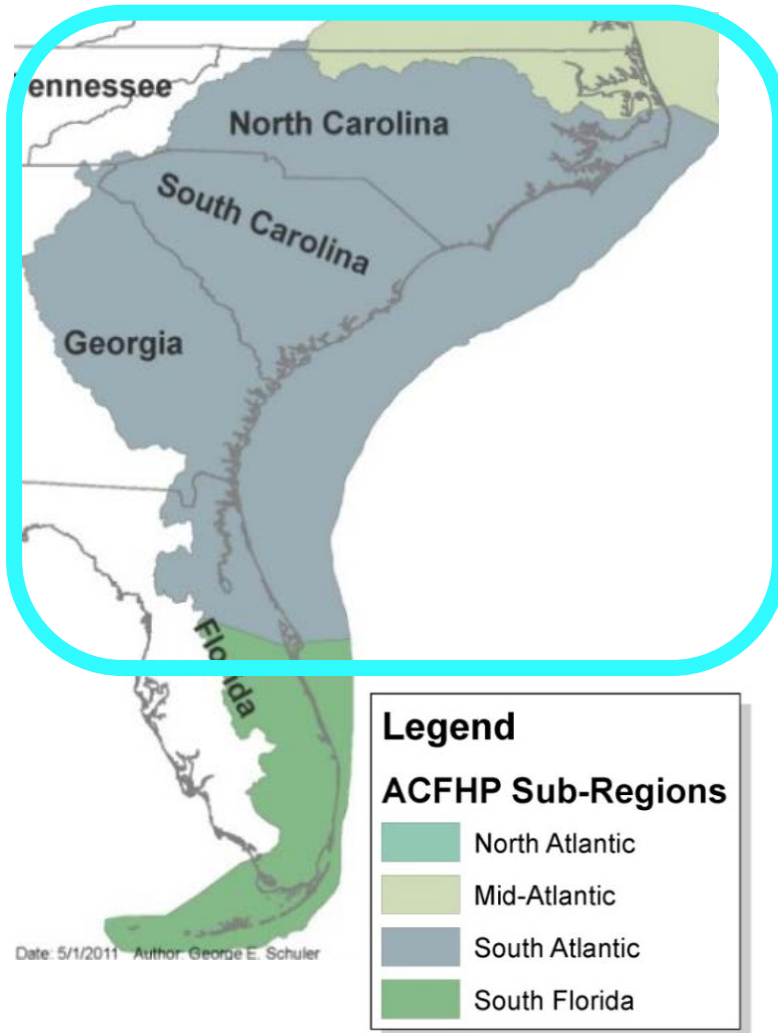 ennessee
North Carolina
South Carolina
Georgia
Florida
Legend
ACFHP Sub-Regions
North Atlantic
Mid-Atlantic
South Atlantic
South Florida
Date: 5/1/2011 Author: George E. Schuler